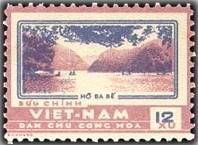 HỒ BA BỂ
BƯU CHÍNH
VIỆT-NAM
12 XU
DÂN CHỦ CỘNG HÒA